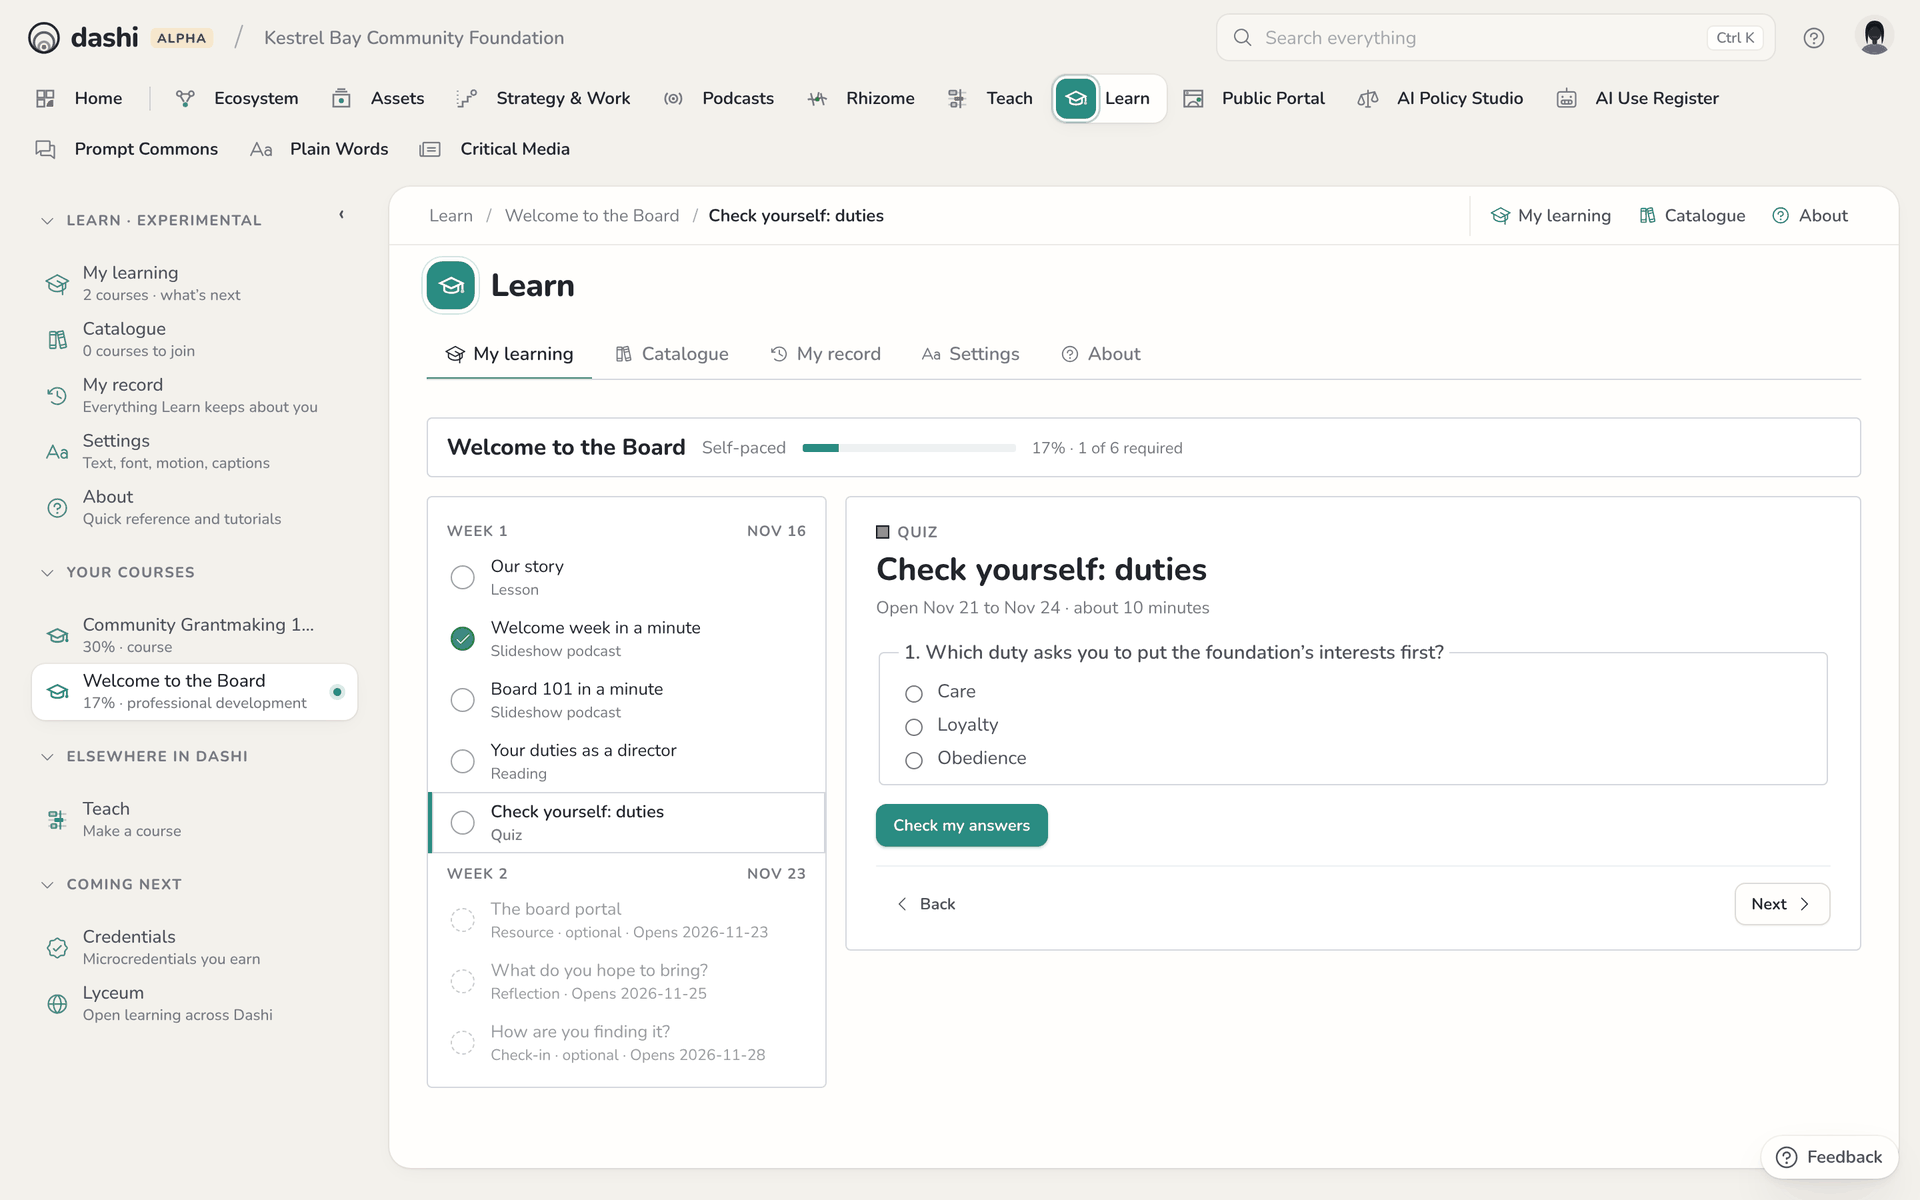 dashi ALPHA / Kestrel Bay Community Foundation
Search everything Ctrl K
Home Ecosystem Assets Strategy & Work Podcasts Rhizome Teach Learn Public Portal AI Policy Studio AI Use Register
Prompt Commons Aa Plain Words Critical Media
LEARN · EXPERIMENTAL
My learning
2 courses · what's next
Catalogue
0 courses to join
My record
Everything Learn keeps about you
Aa Settings
Text, font, motion, captions
About
Quick reference and tutorials
YOUR COURSES
Community Grantmaking 1...
30% · course
Welcome to the Board
17% · professional development
ELSEWHERE IN DASHI
Teach
Make a course
COMING NEXT
Credentials
Microcredentials you earn
Lyceum
Open learning across Dashi
Learn / Welcome to the Board / Check yourself: duties
My learning Catalogue About
Learn
My learning Catalogue My record Aa Settings About
Welcome to the Board Self-paced 17% · 1 of 6 required
WEEK 1 NOV 16
Our story
Lesson
Welcome week in a minute
Slideshow podcast
Board 101 in a minute
Slideshow podcast
Your duties as a director
Reading
Check yourself: duties
Quiz
WEEK 2 NOV 23
The board portal
Resource · optional · Opens 2026-11-23
What do you hope to bring?
Reflection · Opens 2026-11-25
How are you finding it?
Check-in · optional · Opens 2026-11-28
QUIZ
Check yourself: duties
Open Nov 21 to Nov 24 · about 10 minutes
1. Which duty asks you to put the foundation's interests first?
Care
Loyalty
Obedience
Check my answers
Back
Next
Feedback